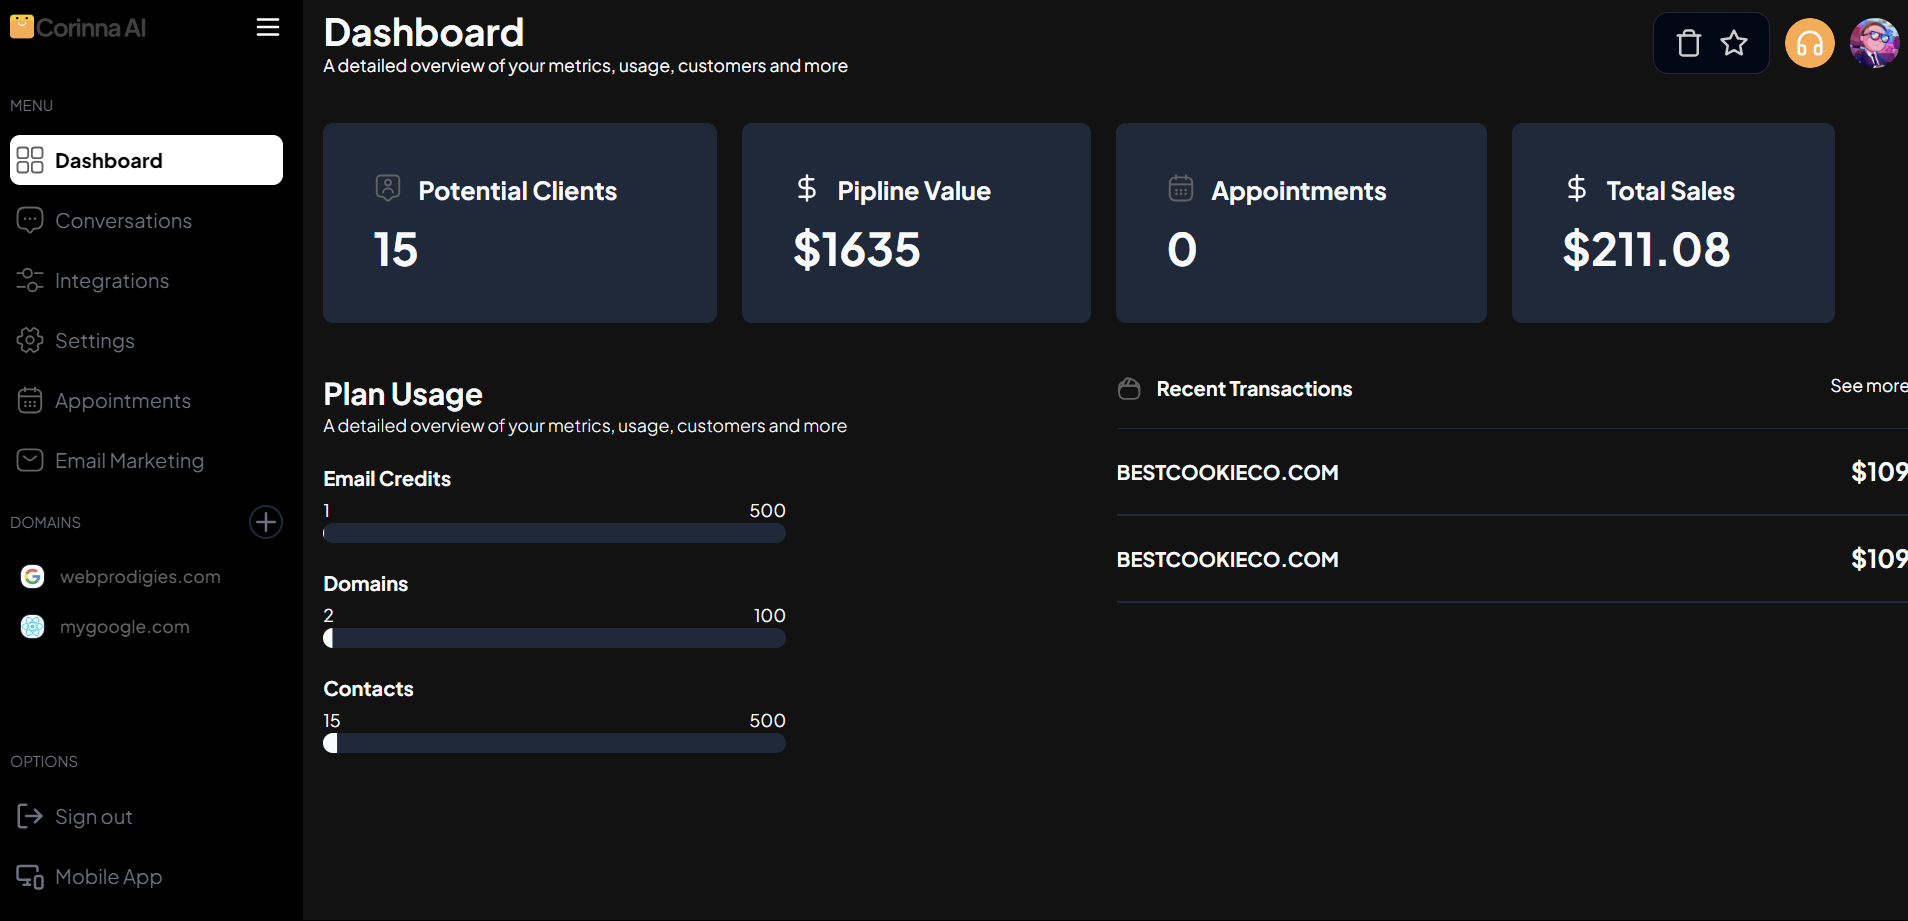 Corinna AI
MENU
Dashboard
Conversations
Integrations
Settings
Appointments
Email Marketing
DOMAINS
webprodigies.com
mygoogle.com
OPTIONS
Sign out
Mobile App
Dashboard
A detailed overview of your metrics, usage, customers and more
Potential Clients
15
$ Pipline Value
$1635
Appointments
0
$ Total Sales
$211.08
Plan Usage
A detailed overview of your metrics, usage, customers and more
Email Credits
1 500
Domains
2 100
Contacts
15 500
Recent Transactions See more
BESTCOOKIECO.COM $109
BESTCOOKIECO.COM $109